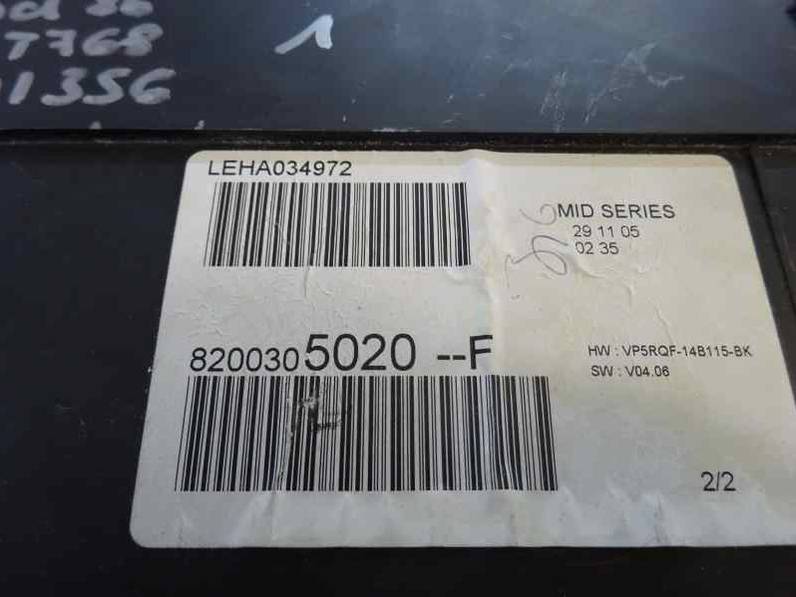 T768
1356
1
LEHA034972
MID SERIES
29 11 05
02 35
8200305020 --F
HW : VP5RQF-14B115-BK
SW : V04.06
2/2